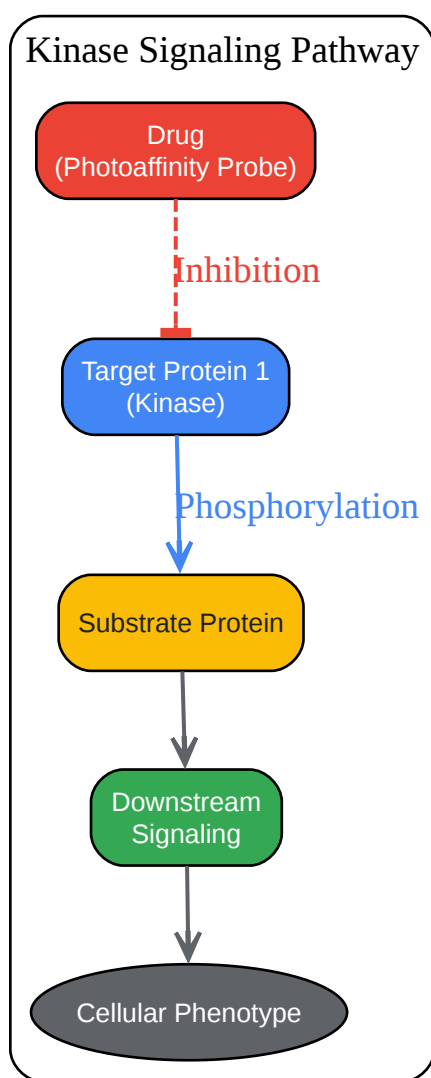 Kinase Signaling Pathway
Drug
(Photoaffinity Probe)
Inhibition
Target Protein 1
(Kinase)
Phosphorylation
Substrate Protein
Downstream
Signaling
Cellular Phenotype